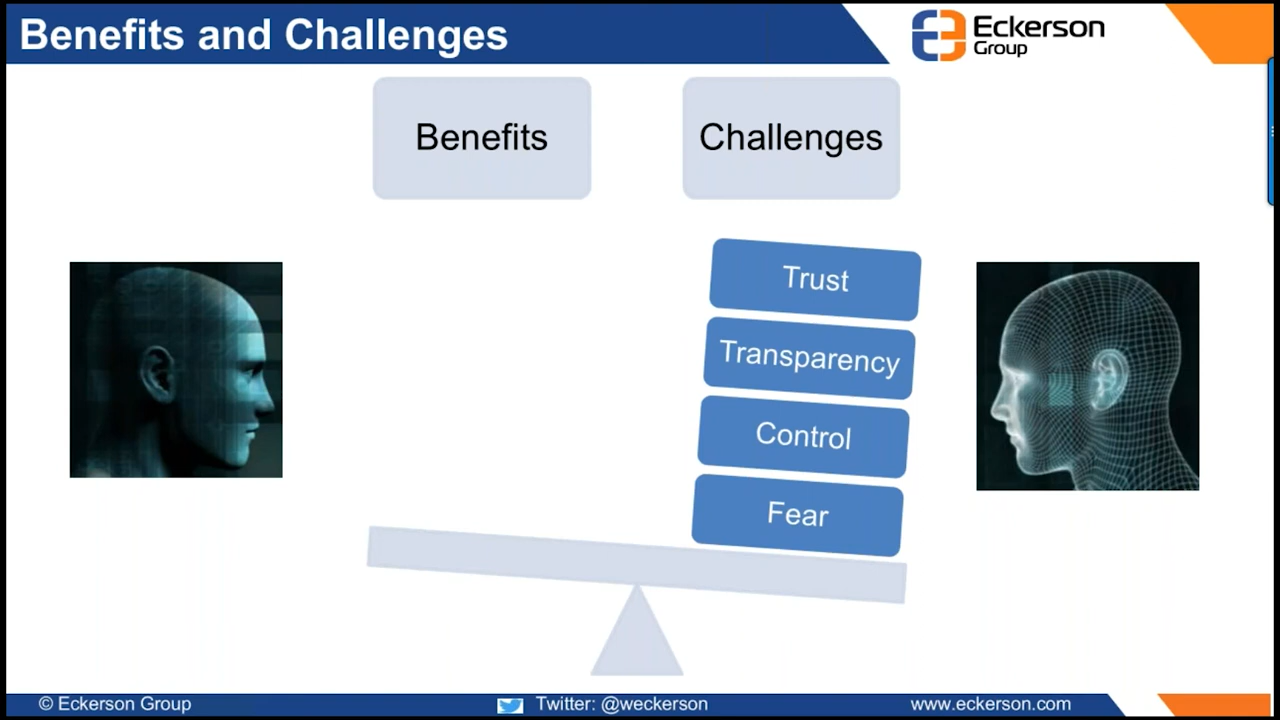 Benefits and Challenges
Eckerson
Group
Benefits
Challenges
Trust
Transparency
Control
Fear
© Eckerson Group
Twitter: @weckerson
www.eckerson.com